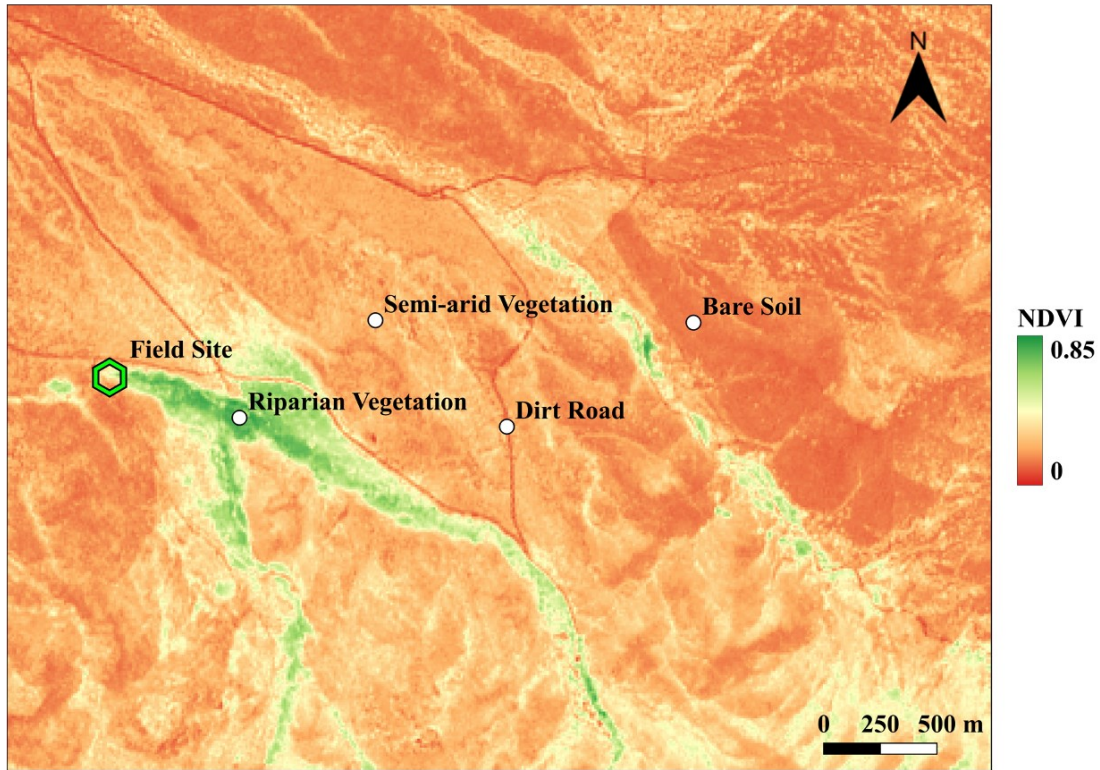 N
Semi-arid Vegetation
Bare Soil
NDVI
0.85
Field Site
Riparian Vegetation
Dirt Road
0
0 250 500 m